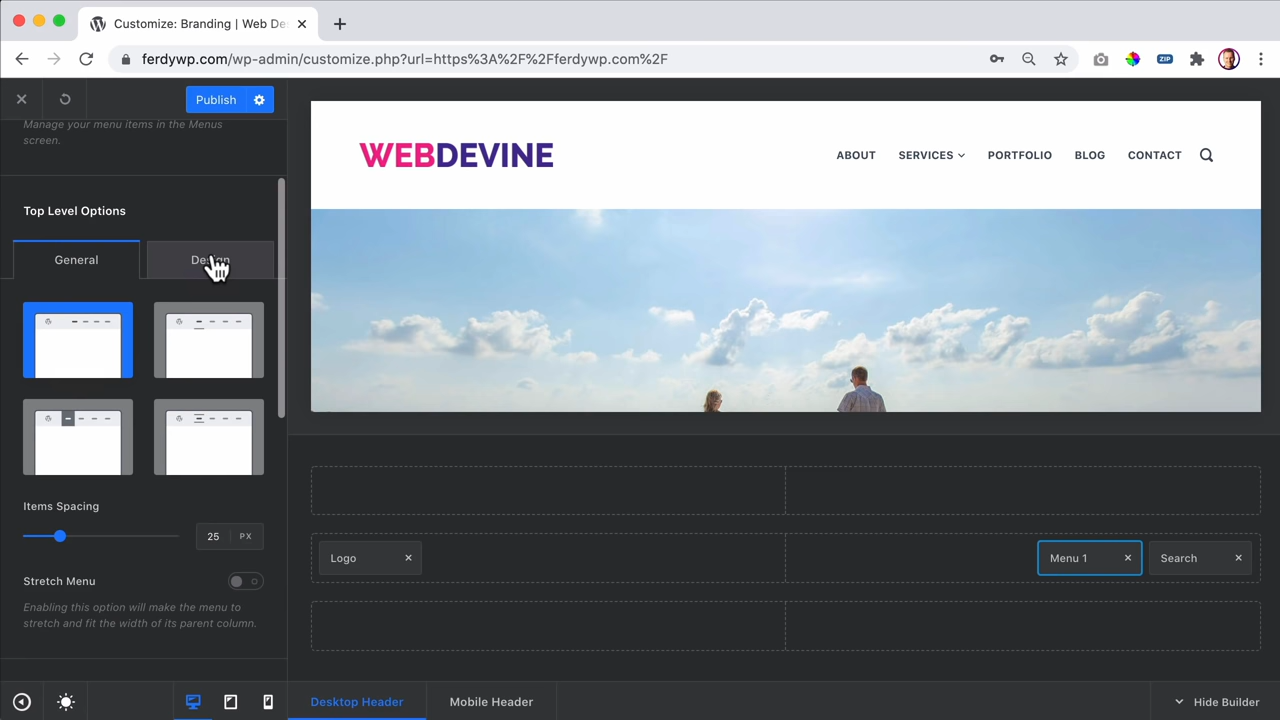 Customize: Branding | Web De
ferdywp.com/wp-admin/customize.php?url=https%3A%2F%2Fferdywp.com%2F
ZIP
Publish
Manage your menu items in the Menus
screen.
WEBDEVINE
ABOUT SERVICES PORTFOLIO BLOG CONTACT
Top Level Options
General Design
Items Spacing
25 PX
Logo Menu 1 Search
Stretch Menu
Enabling this option will make the menu to
stretch and fit the width of its parent column.
Desktop Header Mobile Header Hide Builder